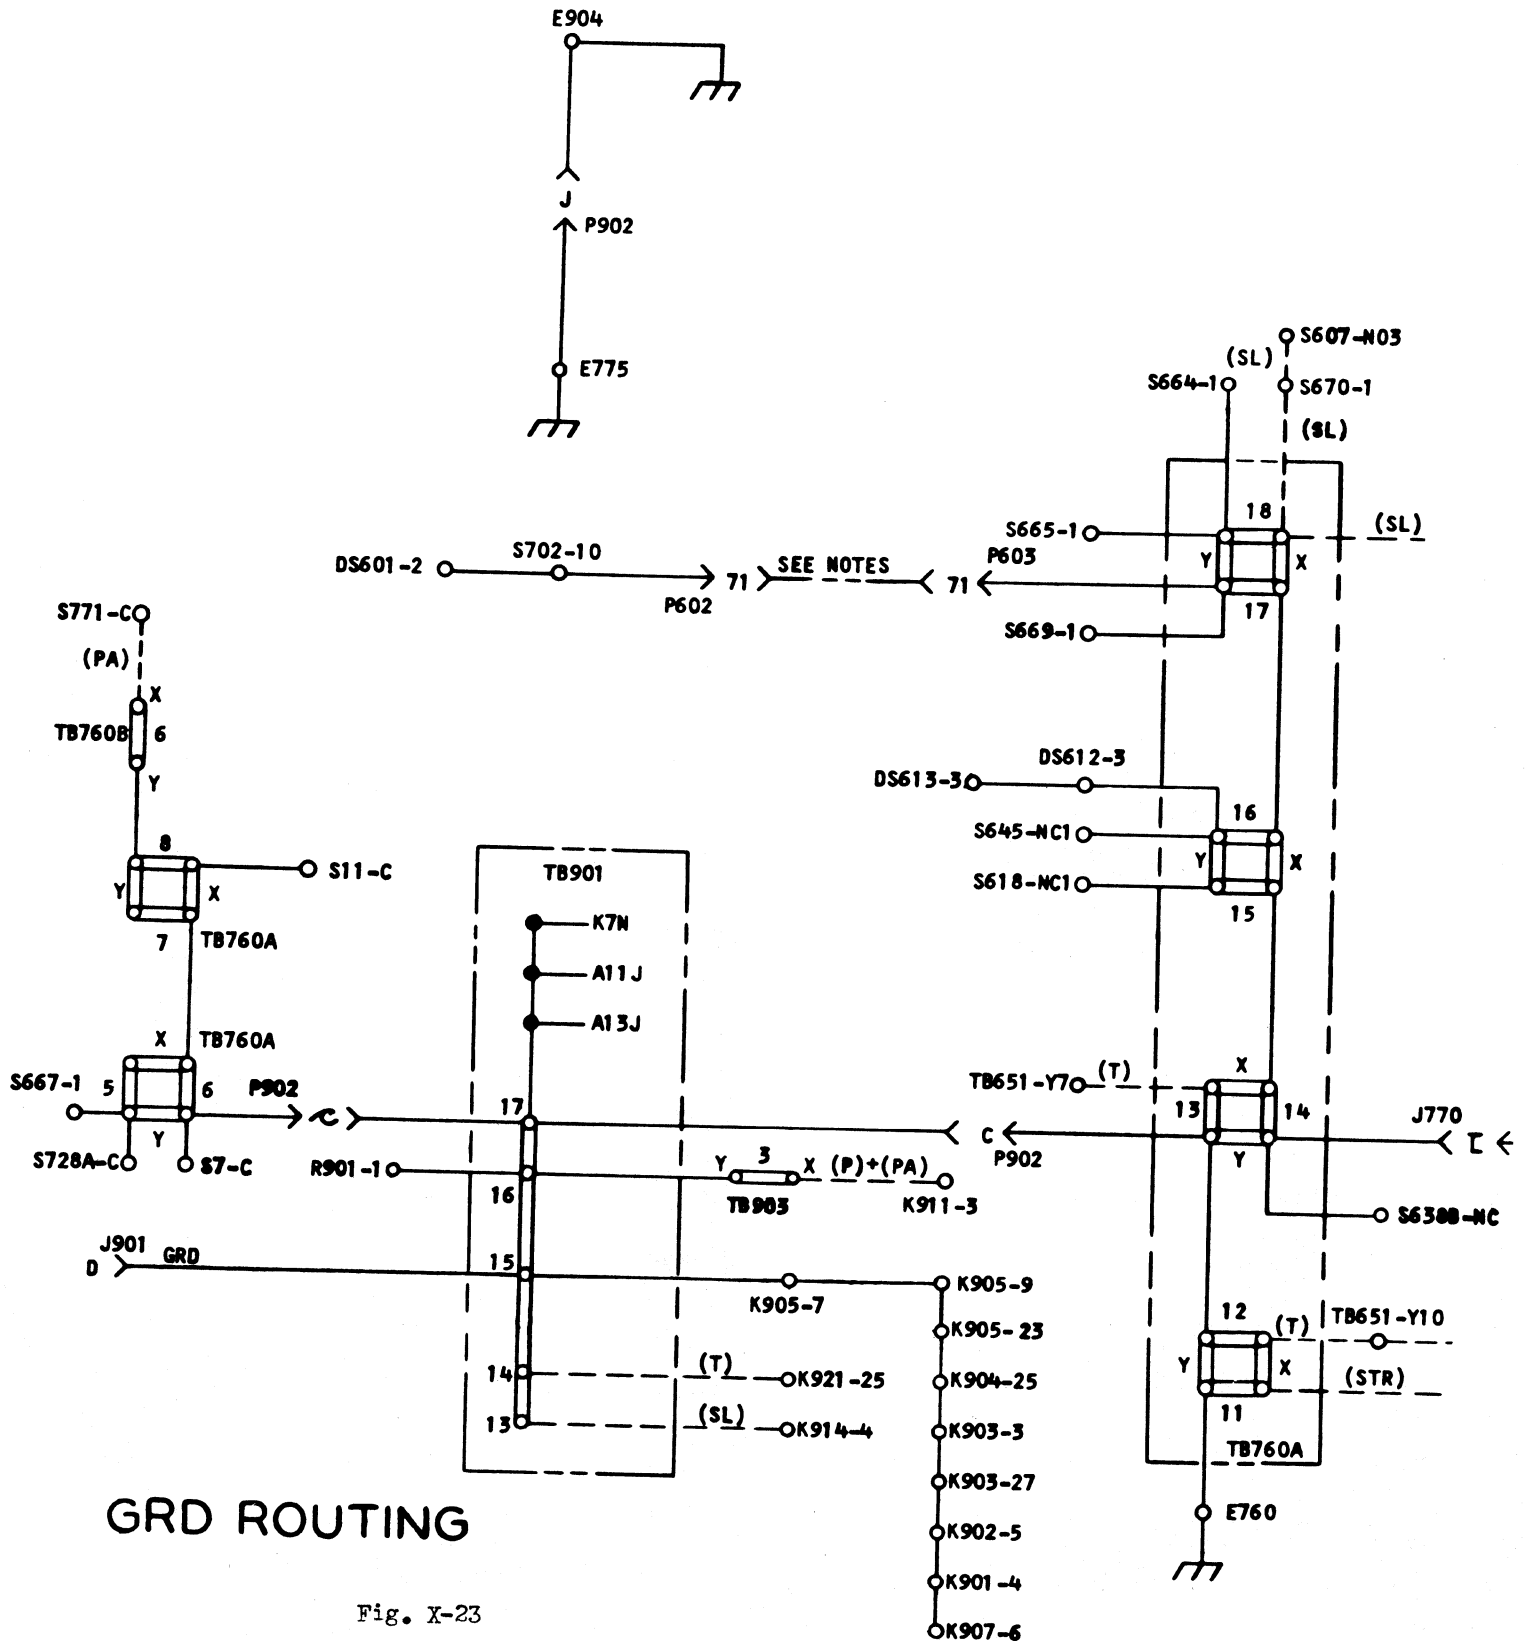 E904
J
P902
E775
S607-NO3
(SL)
S664-1
S670-1
(SL)
18
S665-1
(SL)
P603
Y
X
DS601-2
S702-10
71
SEE NOTES
71
P602
17
S669-1
S771-C
(PA)
X
TB760B
6
Y
DS612-3
DS613-3
16
S645-NC1
Y
X
S618-NC1
15
8
S11-C
Y
X
7
TB760A
TB901
K7N
A11J
A13J
X
TB760A
S667-1
5
6
P902
C
Y
S728A-C
S7-C
17
C
P902
TB651-Y7
(T)
X
13
14
Y
J770
S638B-NC
R901-1
16
Y
3
X
(P)+(PA)
TB903
K911-3
D
J901
GRD
15
K905-7
K905-9
K905-23
K904-25
K903-3
K903-27
K902-5
K901-4
K907-6
14
(T)
K921-25
13
(SL)
K914-4
12
(T)
TB651-Y10
Y
X
(STR)
11
TB760A
E760
GRD ROUTING
Fig. X-23